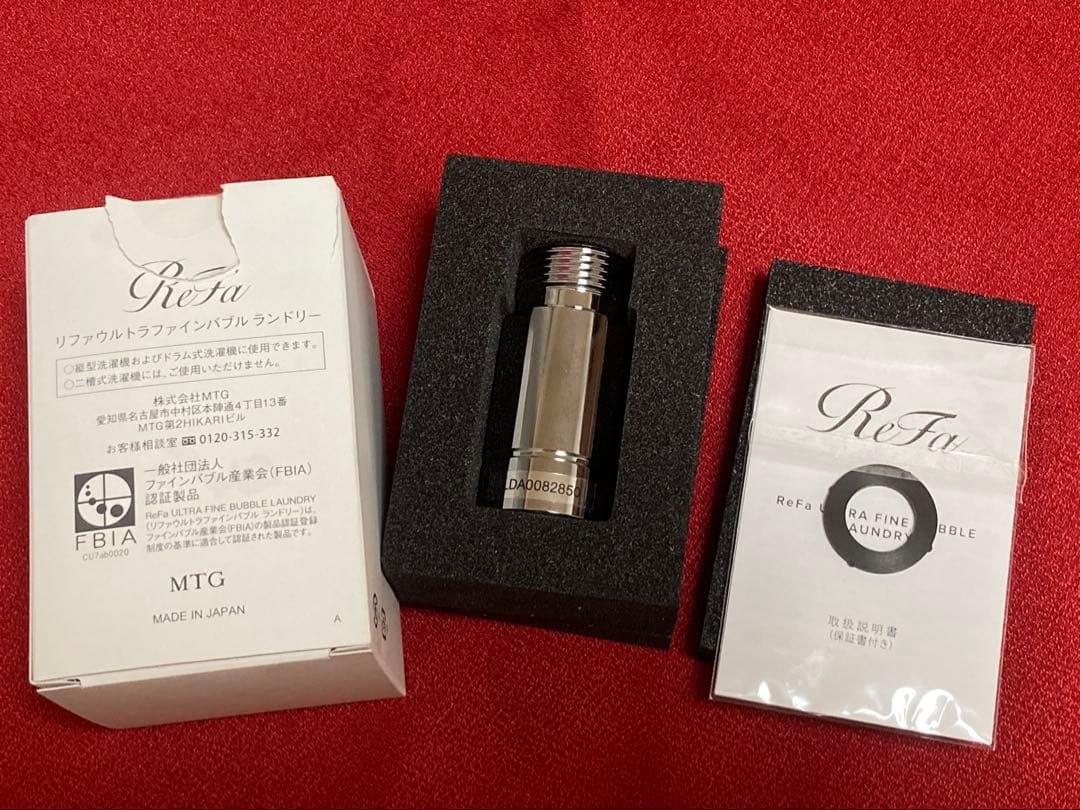 ReFa
リファウルトラファインバブル ランドリー
○縦型洗濯機およびドラム式洗濯機に使用できます。
○二槽式洗濯機には、ご使用いただけません。
株式会社MTG
愛知県名古屋市中村区本陣通4丁目13番
MTG第2HIKARIビル
お客様相談室 0120-315-332
一般社団法人
ファインバブル産業会(FBIA)
認証製品
ReFa ULTRA FINE BUBBLE LAUNDRY
(リファウルトラファインバブル ランドリー)は、
ファインバブル産業会(FBIA)の製品認証登録
制度の基準に適合して認証された製品です。
FBIA
CU7ab0020
MTG
MADE IN JAPAN
A
LDA0082850
ReFa
ReFa ULTRA FINE BUBBLE
LAUNDRY
取扱説明書
(保証書付き)